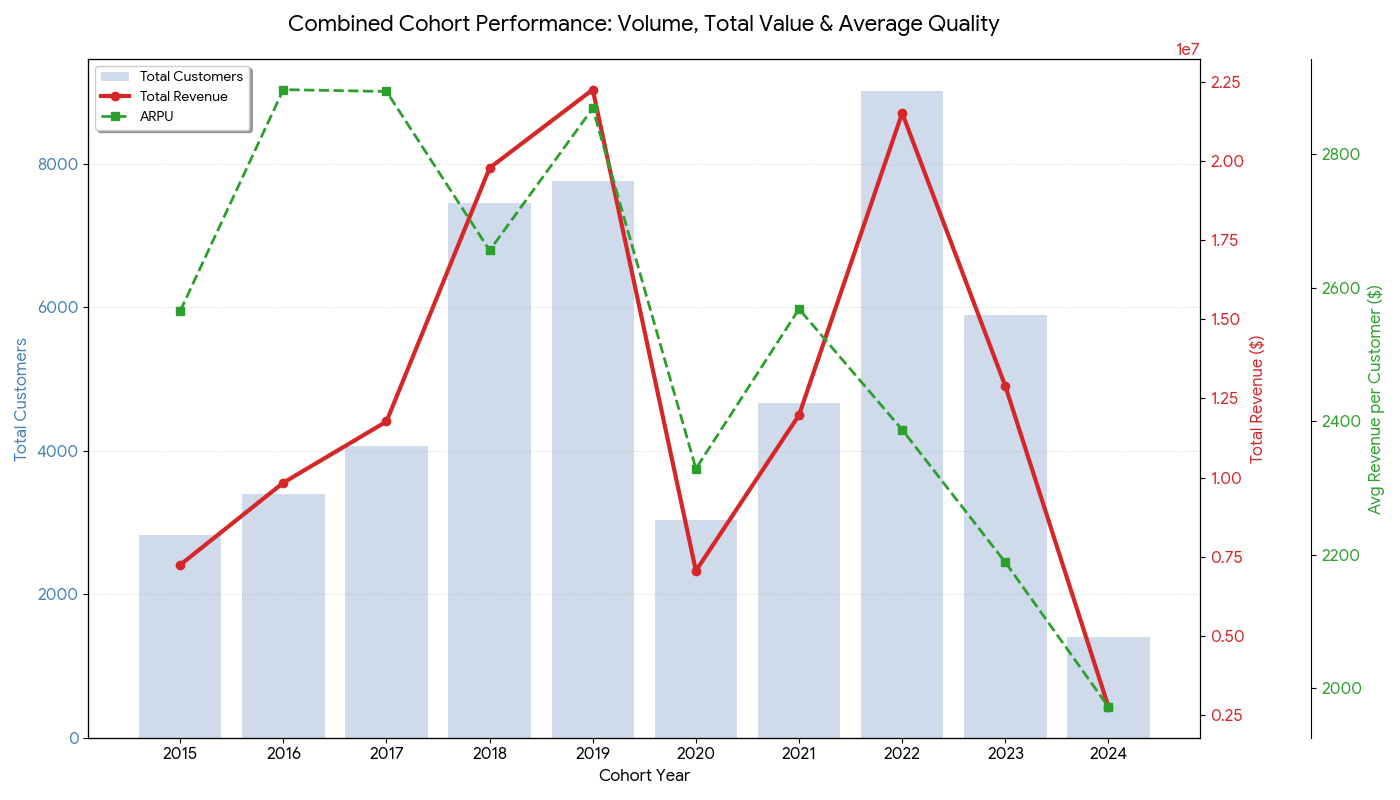 Combined Cohort Performance: Volume, Total Value & Average Quality
1e7
Total Customers
Total Revenue
ARPU
Total Customers
8000
6000
4000
2000
0
2.25
2.00
1.75
1.50
1.25
1.00
0.75
0.50
0.25
Total Revenue ($)
2800
2600
2400
2200
2000
Avg Revenue per Customer ($)
2015 2016 2017 2018 2019 2020 2021 2022 2023 2024
Cohort Year